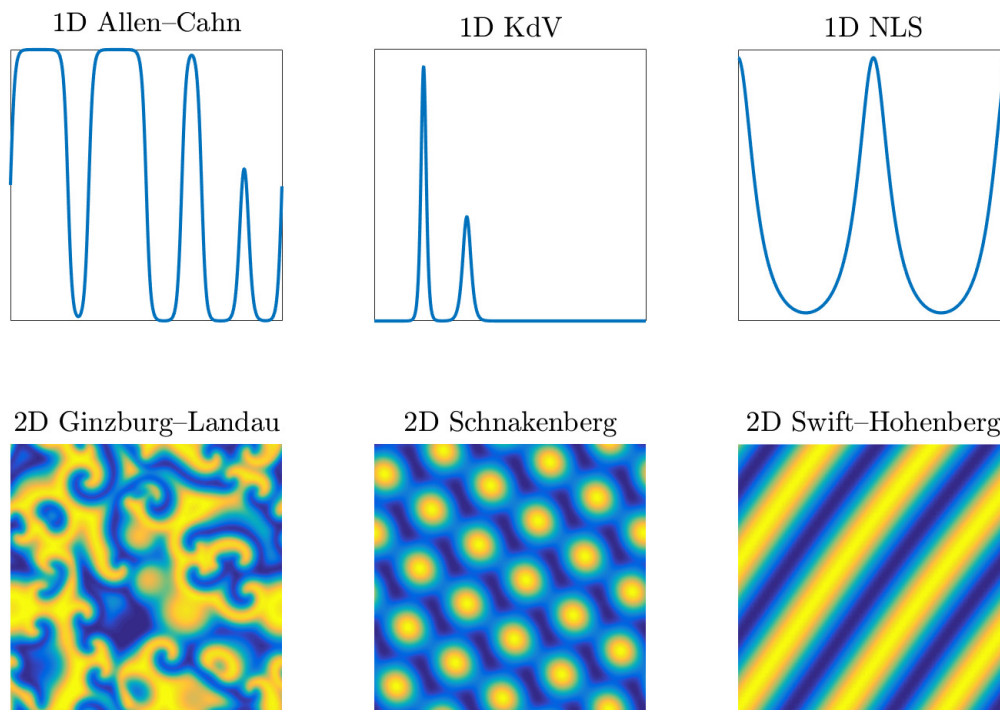 1D Allen–Cahn
1D KdV
1D NLS
2D Ginzburg–Landau
2D Schnakenberg
2D Swift–Hohenberg